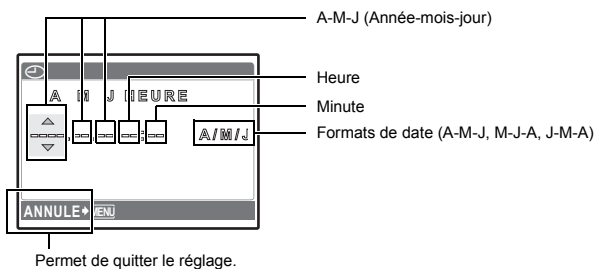 A-M-J (Année-mois-jour)
Heure
Minute
Formats de date (A-M-J, M-J-A, J-M-A)
A M J HEURE
----.--.-- --:-- A/M/J
ANNULE MENU
Permet de quitter le réglage.